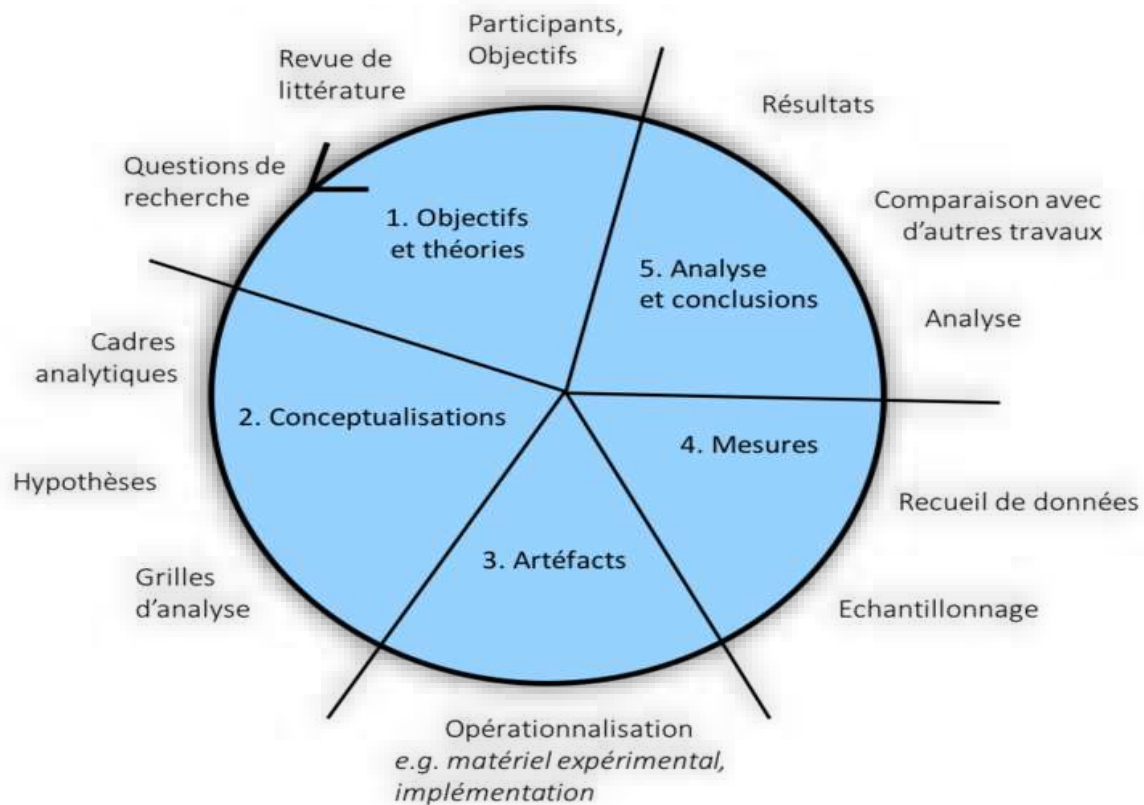 Participants,
Objectifs
Revue de
littérature
Questions de
recherche
1. Objectifs
et théories
Résultats
Comparaison avec
d'autres travaux
5. Analyse
et conclusions
Analyse
Cadres
analytiques
2. Conceptualisations
Hypothèses
Grilles
d'analyse
4. Mesures
Recueil de données
Echantillonnage
3. Artéfacts
Opérationnalisation
e.g. matériel expérimental,
implémentation